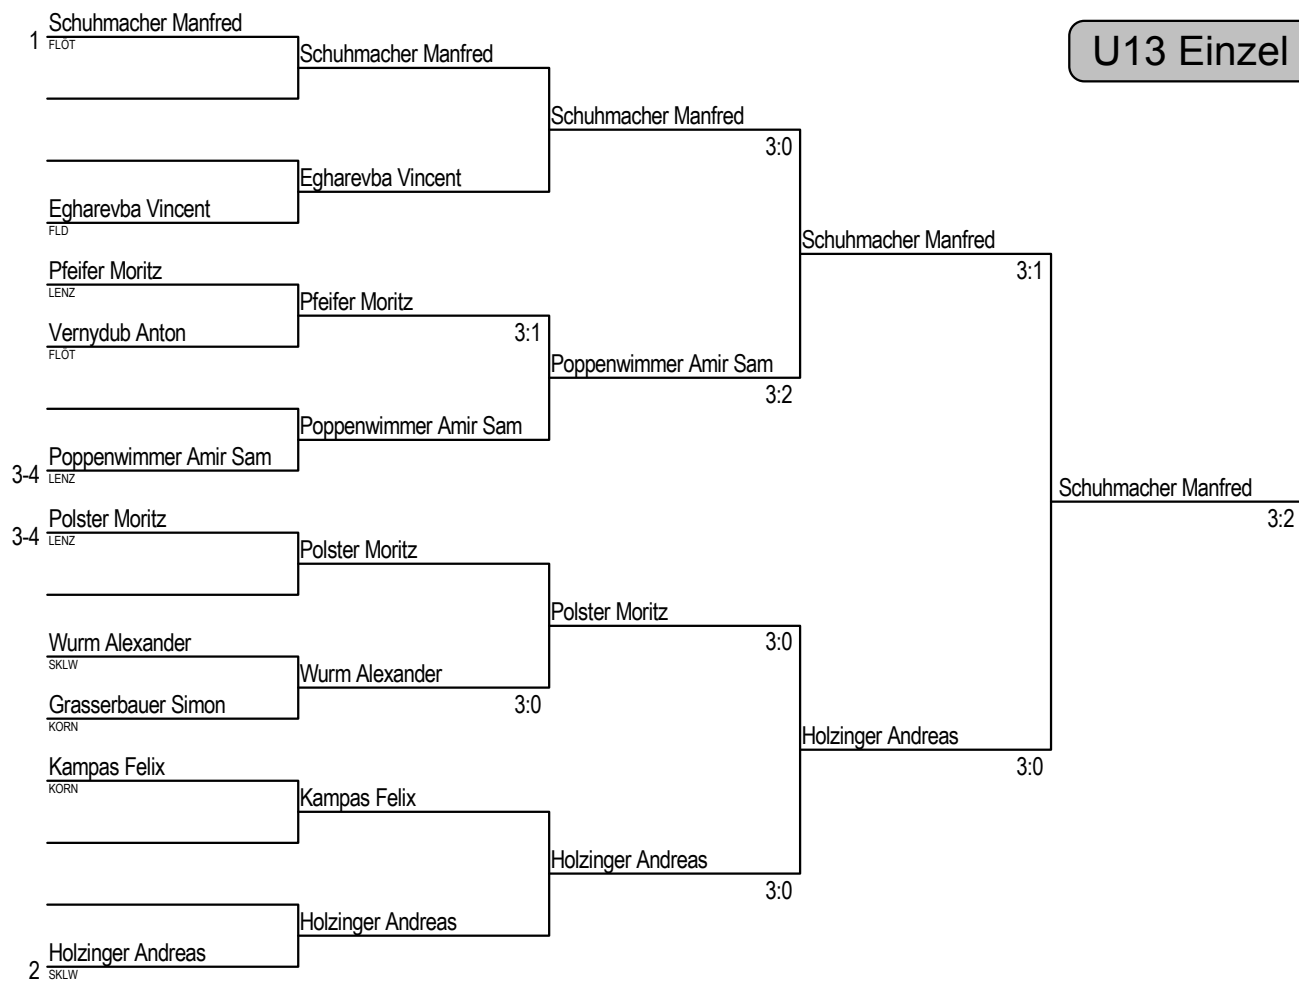 Schuhmacher Manfred
1
FLÖT
Schuhmacher Manfred
U13 Einzel
Schuhmacher Manfred
3:0
Egharevba Vincent
Egharevba Vincent
FLD
Schuhmacher Manfred
3:1
Pfeifer Moritz
LENZ
Pfeifer Moritz
3:1
Vernydub Anton
FLÖT
Poppenwimmer Amir Sam
3:2
Poppenwimmer Amir Sam
Poppenwimmer Amir Sam
3-4
LENZ
Schuhmacher Manfred
3:2
Polster Moritz
3-4
LENZ
Polster Moritz
Polster Moritz
3:0
Wurm Alexander
SKLW
Wurm Alexander
3:0
Grasserbauer Simon
KORN
Holzinger Andreas
3:0
Kampas Felix
KORN
Kampas Felix
Holzinger Andreas
3:0
Holzinger Andreas
Holzinger Andreas
2
SKLW